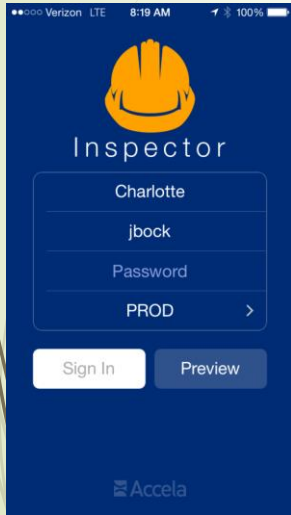 Verizon LTE 8:19 AM 100%
Inspector
Charlotte
jbock
Password
PROD
Sign In Preview
Accela